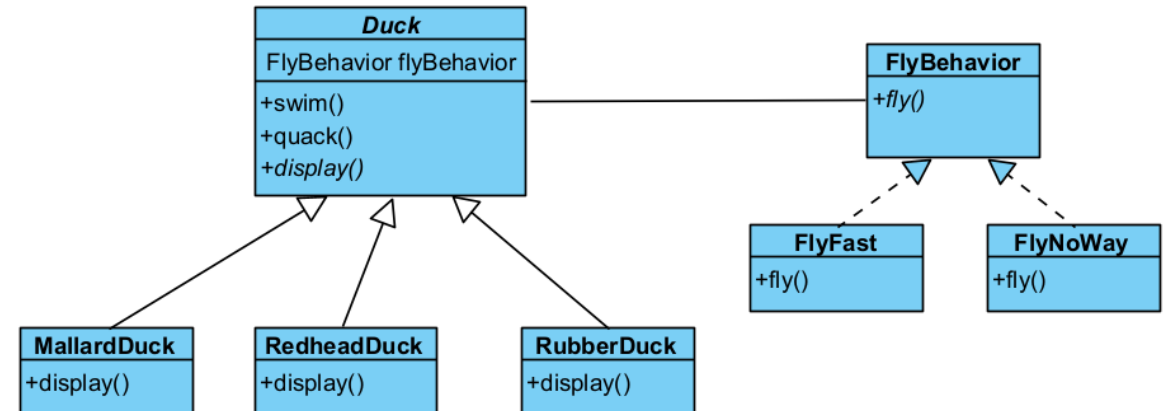 Duck
FlyBehavior flyBehavior
+swim()
+quack()
+display()
FlyBehavior
+fly()
FlyFast
+fly()
FlyNoWay
+fly()
MallardDuck
+display()
RedheadDuck
+display()
RubberDuck
+display()